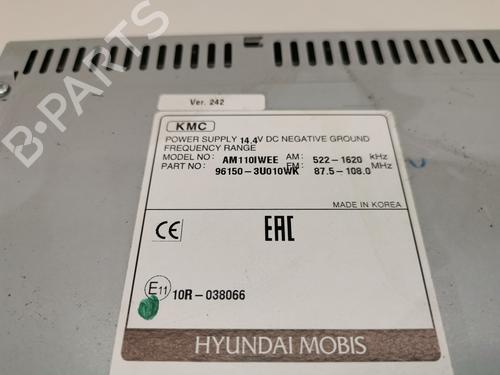 B-PARTS
Ver. 242
KMC
POWER SUPPLY 14.4V DC NEGATIVE GROUND
FREQUENCY RANGE
MODEL NO: AM110IWEE AM: 522-1620 kHz
PART NO: 96150-3U010WK FM: 87.5-108.0 MHz
MADE IN KOREA
CE EAC
E11 10R-038066
HYUNDAI MOBIS